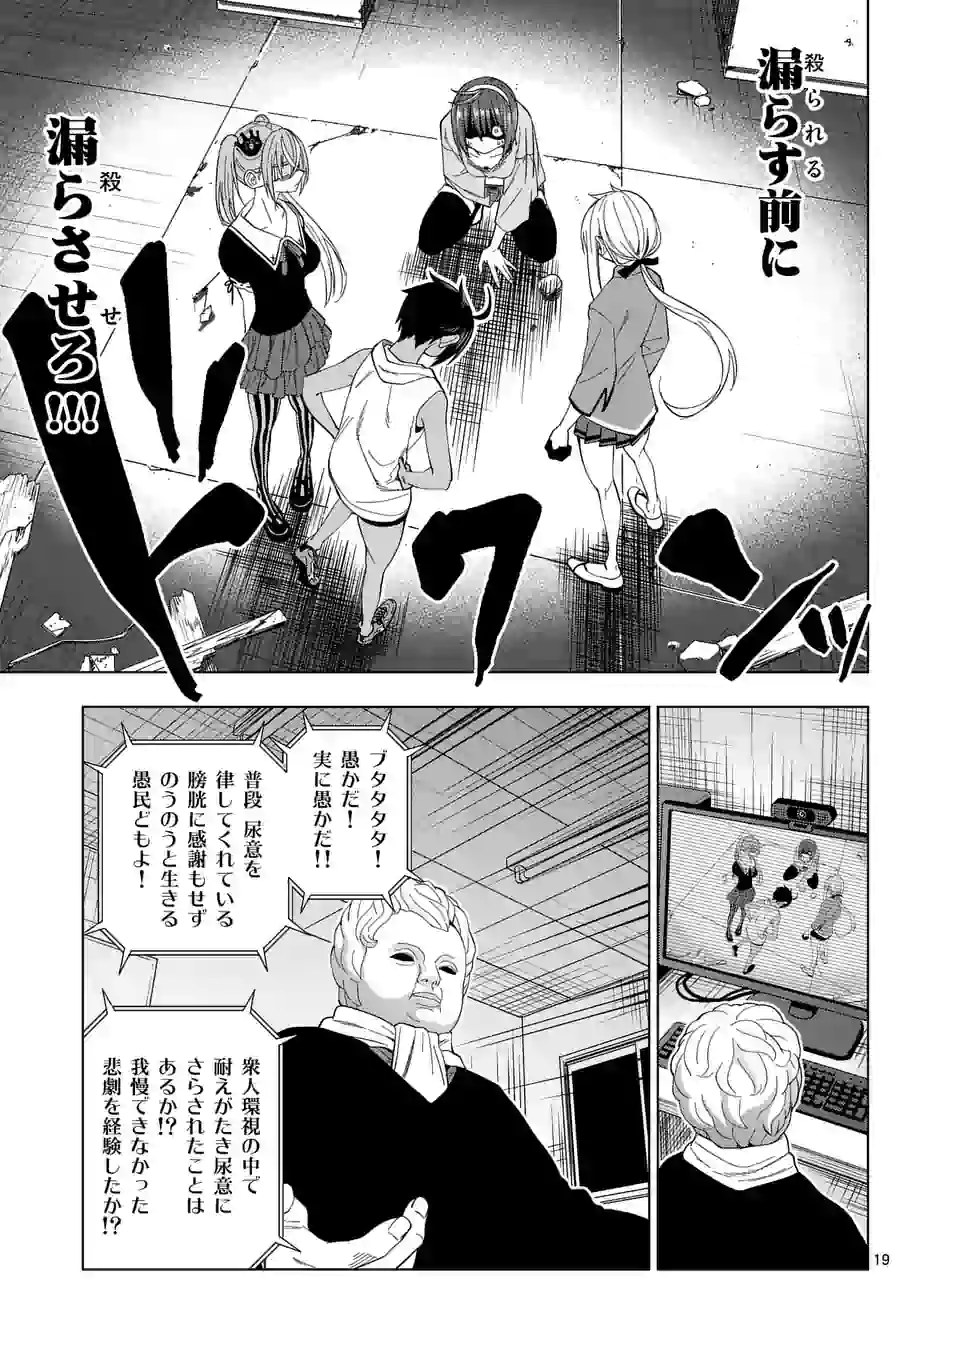 漏らす前に
殺られる
漏らさせろ!!!!
殺
せ
ドドクンッ
ブタタタタ!
愚かだ!
実に愚かだ!!
普段 尿意を
律してくれている
膀胱に感謝もせず
のうのうと生きる
愚民どもよ!
衆人環視の中で
耐えがたき尿意に
さらされたことは
あるか!?
我慢できなかった
悲劇を経験したか!?
19